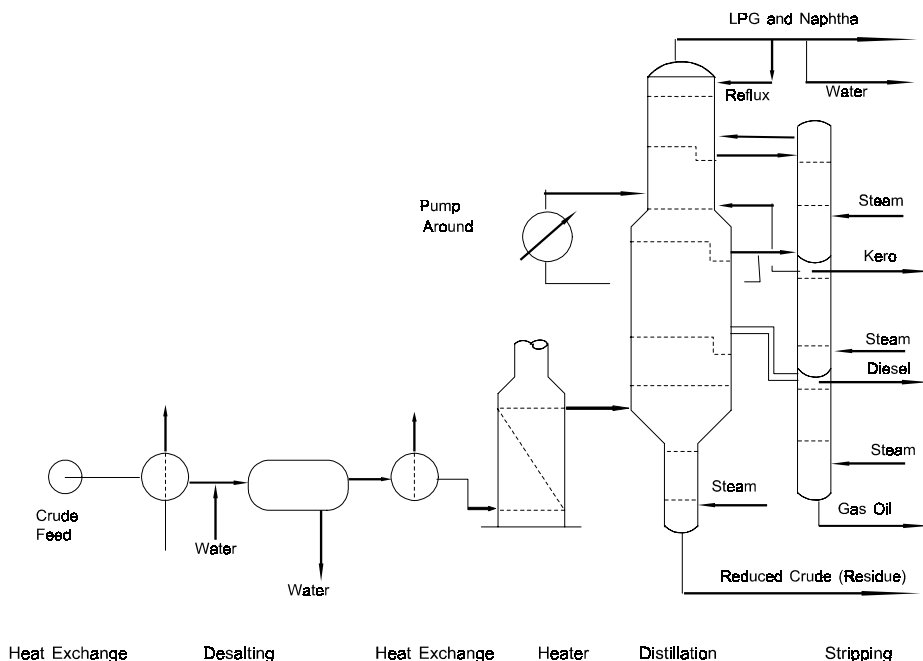 LPG and Naphtha
Reflux
Water
Steam
Pump
Around
Kero
Steam
Diesel
Steam
Steam
Crude
Feed
Water
Water
Gas Oil
Reduced Crude (Residue)
Heat Exchange
Desalting
Heat Exchange
Heater
Distillation
Stripping